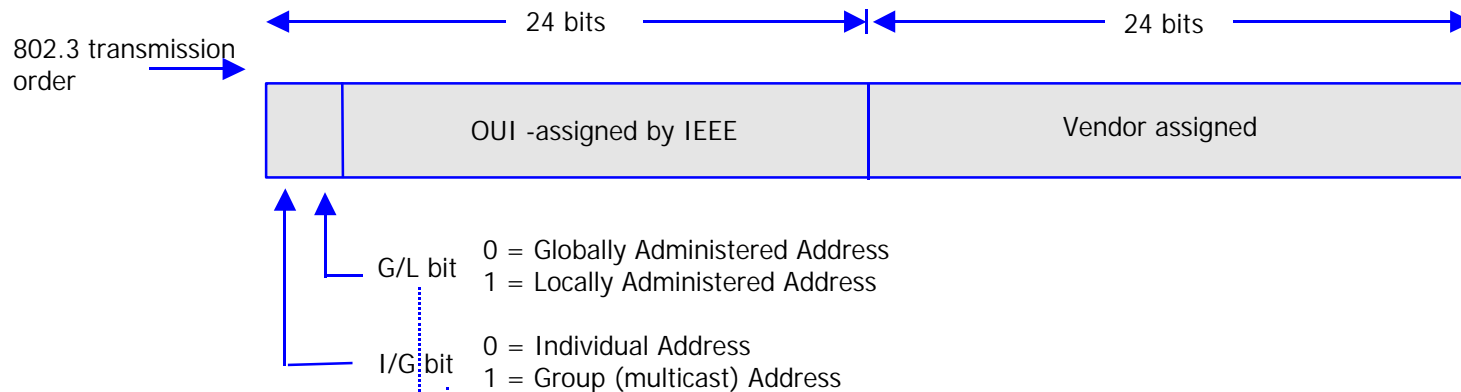 24 bits
24 bits
802.3 transmission
order
OUI -assigned by IEEE
Vendor assigned
G/L bit
0 = Globally Administered Address
1 = Locally Administered Address
I/G bit
0 = Individual Address
1 = Group (multicast) Address